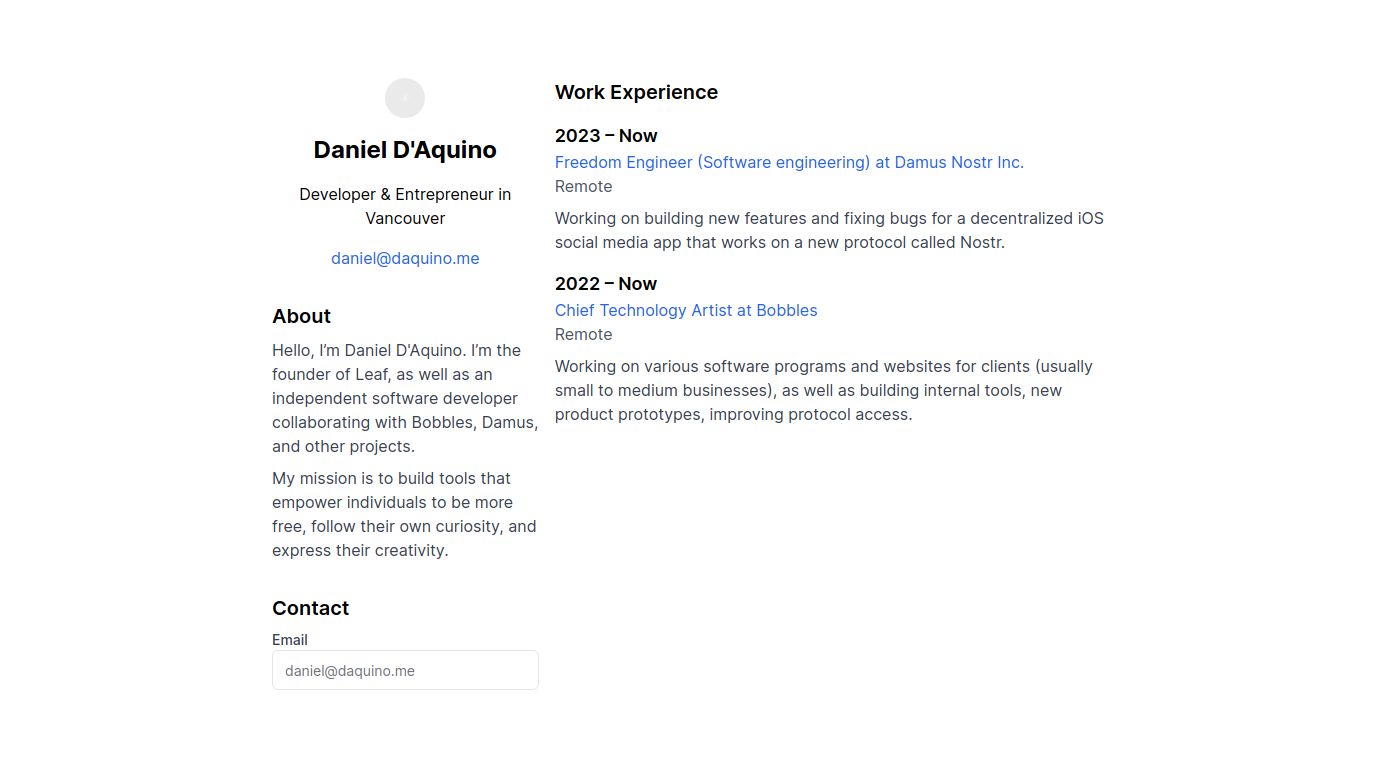 Daniel D'Aquino
Developer & Entrepreneur in
Vancouver
daniel@daquino.me
About
Hello, I’m Daniel D'Aquino. I’m the
founder of Leaf, as well as an
independent software developer
collaborating with Bobbles, Damus,
and other projects.
My mission is to build tools that
empower individuals to be more
free, follow their own curiosity, and
express their creativity.
Contact
Email
daniel@daquino.me
Work Experience
2023 – Now
Freedom Engineer (Software engineering) at Damus Nostr Inc.
Remote
Working on building new features and fixing bugs for a decentralized iOS
social media app that works on a new protocol called Nostr.
2022 – Now
Chief Technology Artist at Bobbles
Remote
Working on various software programs and websites for clients (usually
small to medium businesses), as well as building internal tools, new
product prototypes, improving protocol access.